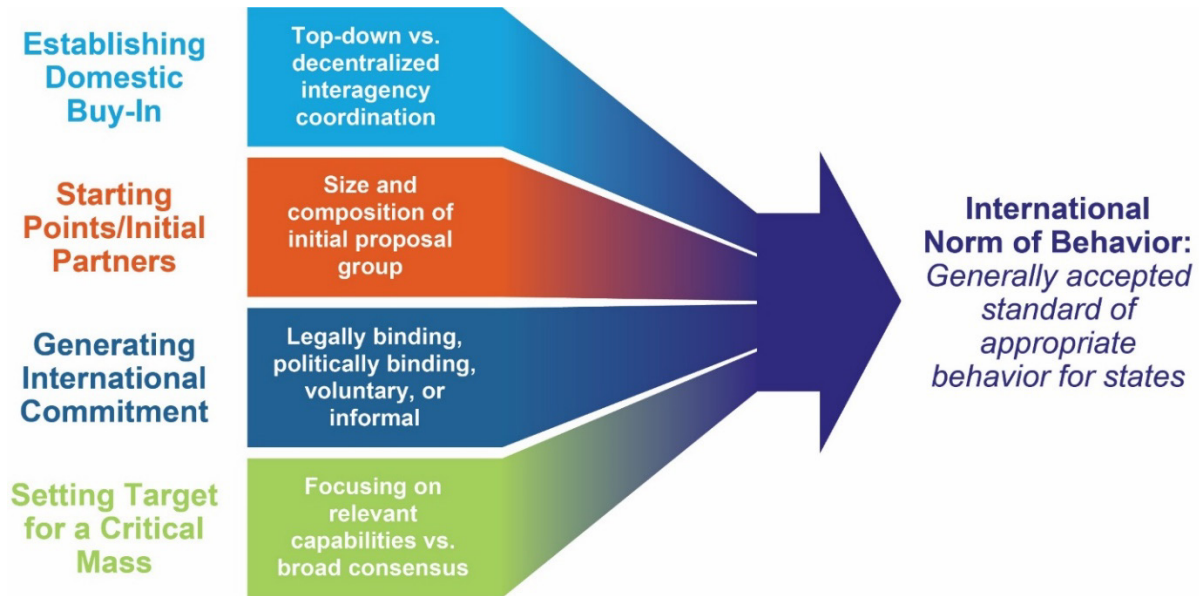 Establishing
Domestic
Buy-In
Top-down vs.
decentralized
interagency
coordination
Starting
Points/Initial
Partners
Size and
composition of
initial proposal
group
Generating
International
Commitment
Legally binding,
politically binding,
voluntary, or
informal
Setting Target
for a Critical
Mass
Focusing on
relevant
capabilities vs.
broad consensus
International
Norm of Behavior:
Generally accepted
standard of
appropriate
behavior for states